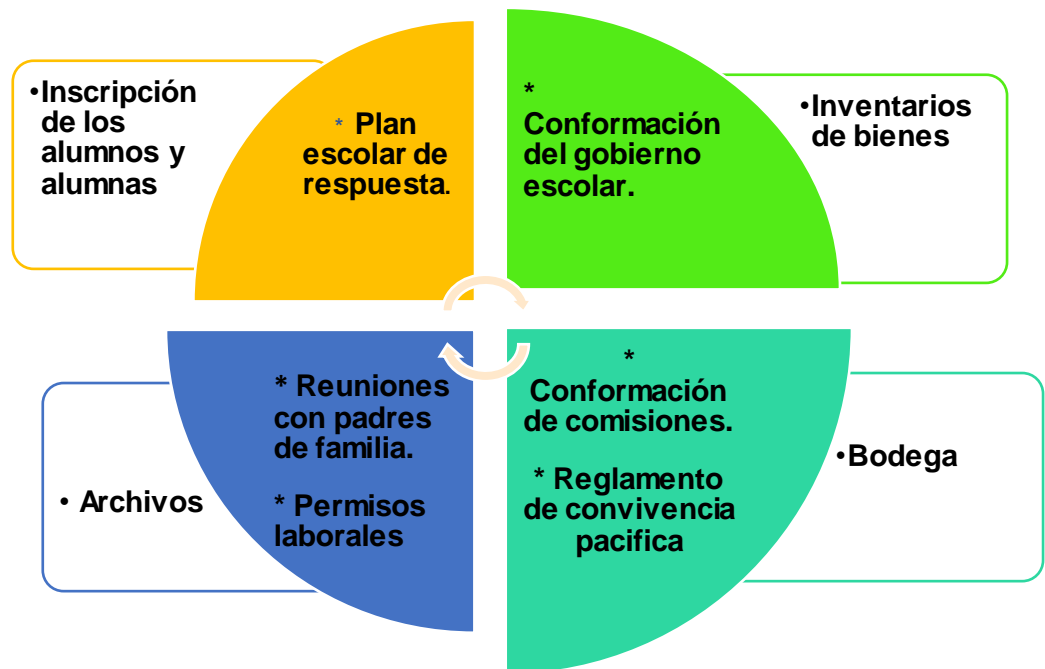 •Inscripción
de los
alumnos y
alumnas
* Plan
escolar de
respuesta.
*
Conformación
del gobierno
escolar.
•Inventarios
de bienes
• Archivos
* Reuniones
con padres
de familia.
* Permisos
laborales
*
Conformación
de comisiones.
* Reglamento
de convivencia
pacifica
•Bodega